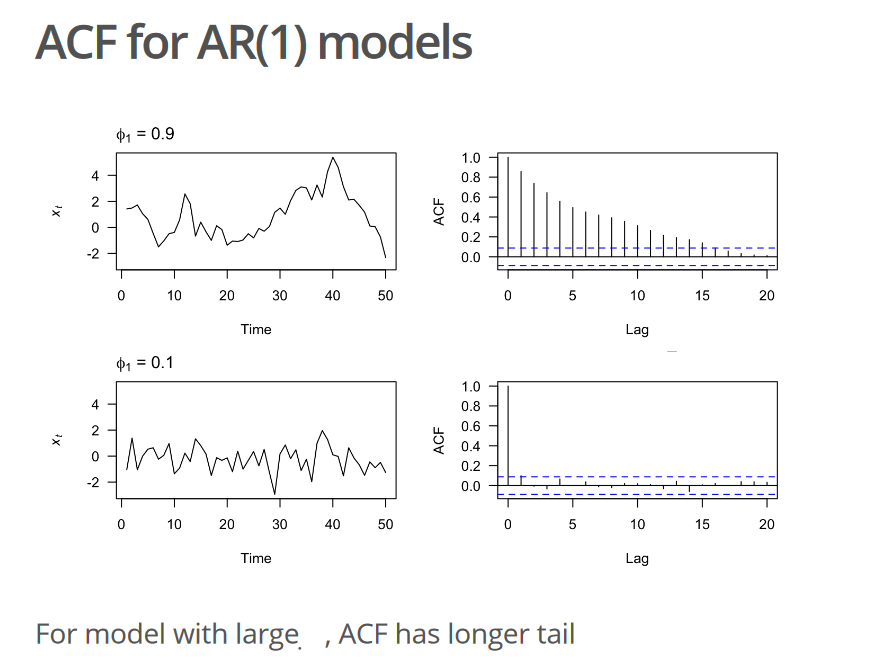 ACF for AR(1) models
ϕ1 = 0.9
xt
4
2
0
-2
0 10 20 30 40 50
Time
ACF
1.0
0.8
0.6
0.4
0.2
0.0
0 5 10 15 20
Lag
ϕ1 = 0.1
xt
4
2
0
-2
0 10 20 30 40 50
Time
ACF
1.0
0.8
0.6
0.4
0.2
0.0
0 5 10 15 20
Lag
For model with large. , ACF has longer tail